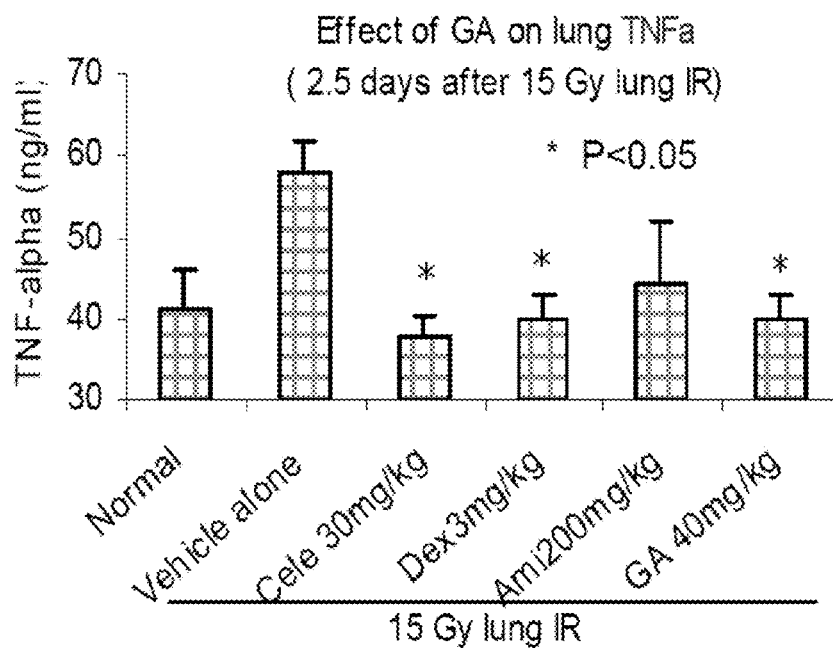 Effect of GA on lung TNFa
( 2.5 days after 15 Gy lung IR)
* P<0.05
TNF-alpha (ng/ml)
70
60
50
40
30
*
*
*
Normal
Vehicle alone
Cele 30mg/kg
Dex3mg/kg
Ami200mg/kg
GA 40mg/kg
15 Gy lung IR